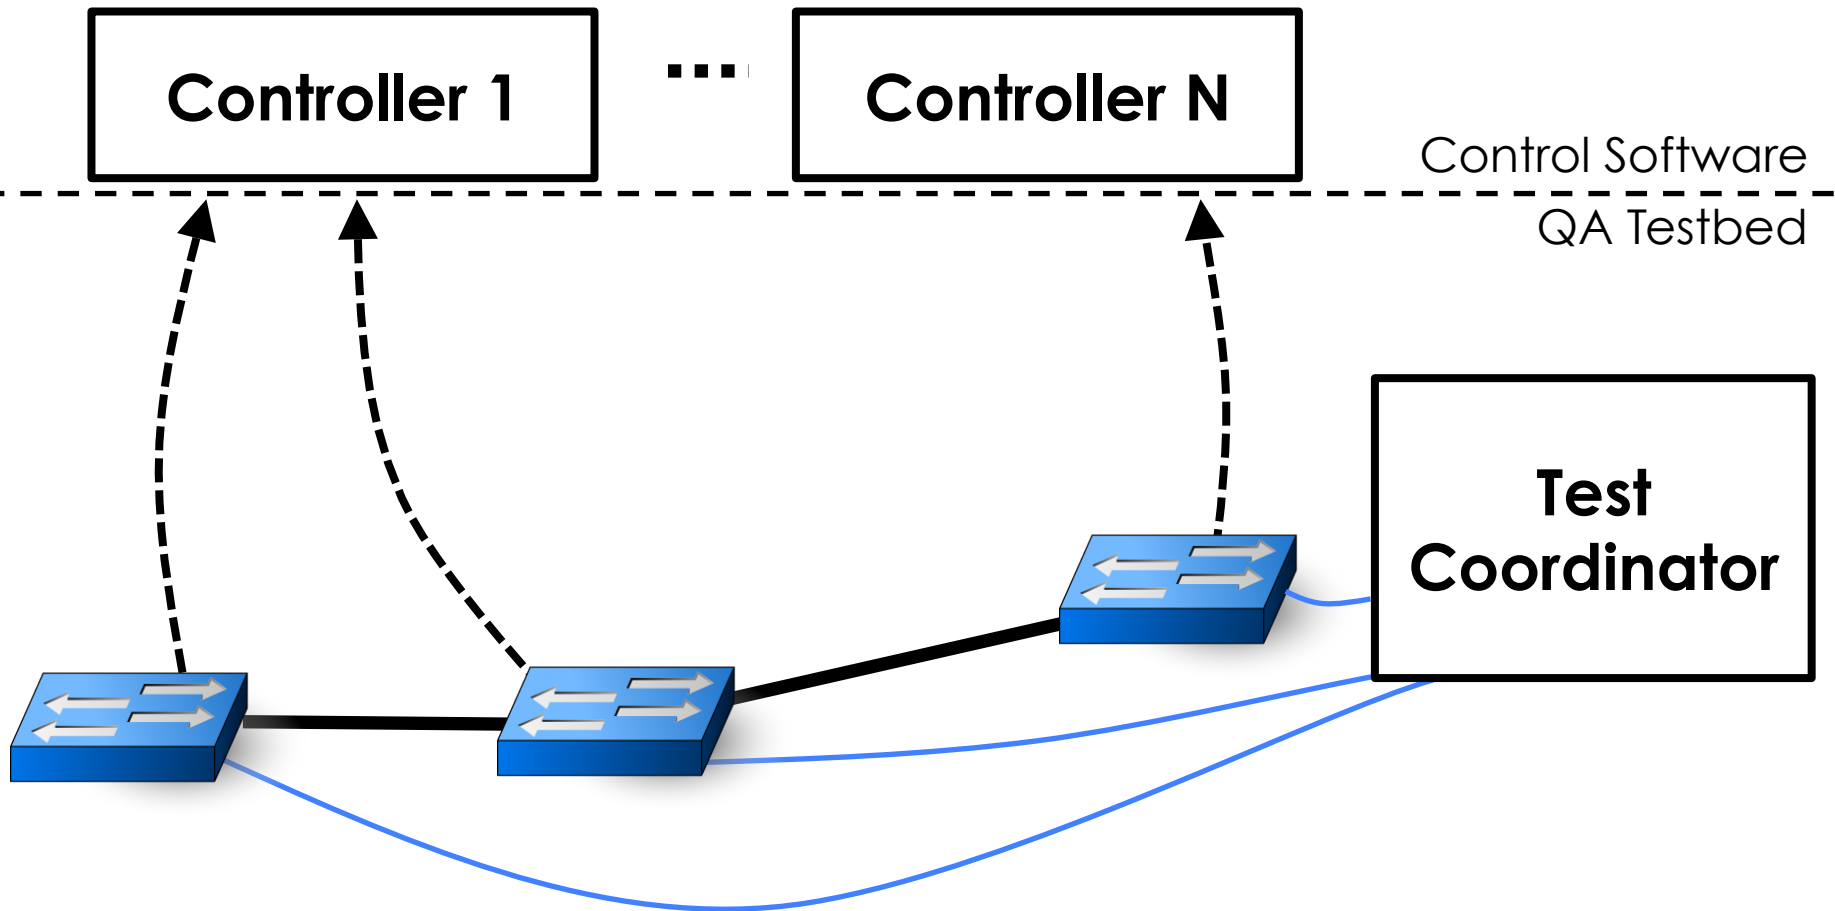 Controller 1
Controller N
Control Software
QA Testbed
Test
Coordinator